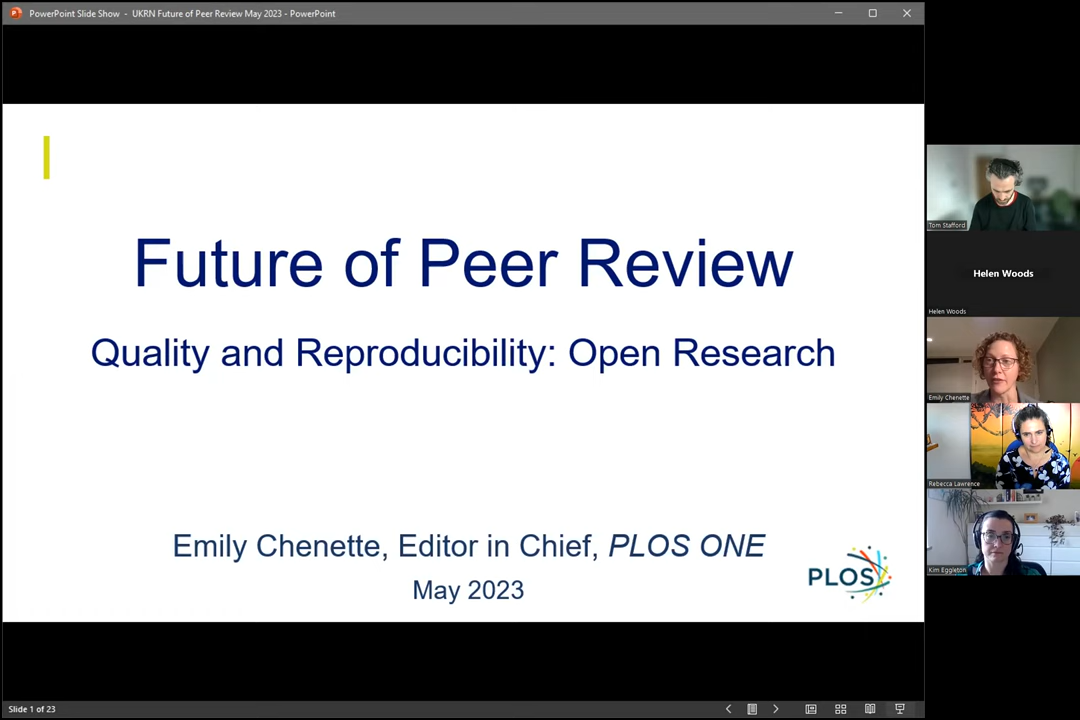 PowerPoint Slide Show - UKRN Future of Peer Review May 2023 - PowerPoint
Future of Peer Review
Quality and Reproducibility: Open Research
Emily Chenette, Editor in Chief, PLOS ONE
May 2023
PLOS
Tom Stafford
Helen Woods
Helen Woods
Emily Chenette
Rebecca Lawrence
Kim Eggleton
Slide 1 of 23